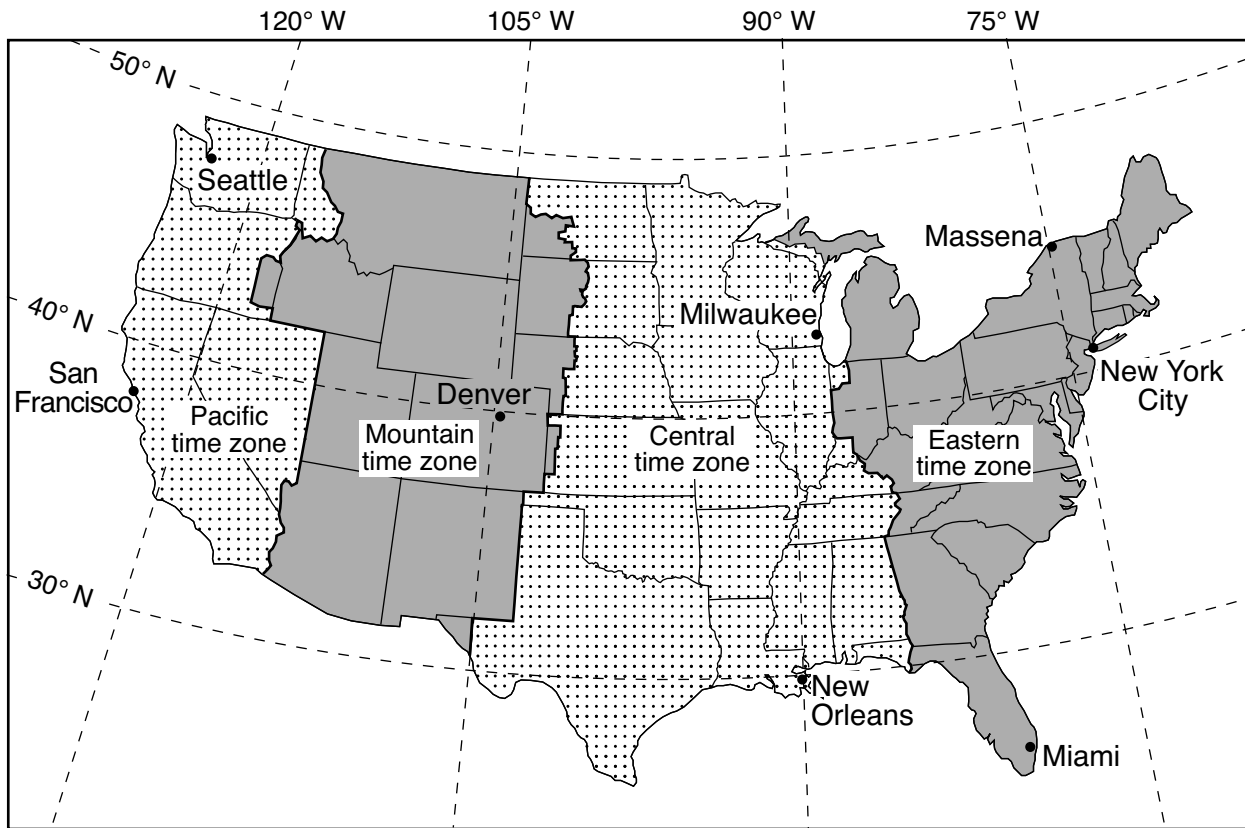 120° W
105° W
90° W
75° W
50° N
Seattle
Massena
40° N
Milwaukee
San
Francisco
Denver
New York
City
Pacific
time zone
Mountain
time zone
Central
time zone
Eastern
time zone
30° N
New
Orleans
Miami